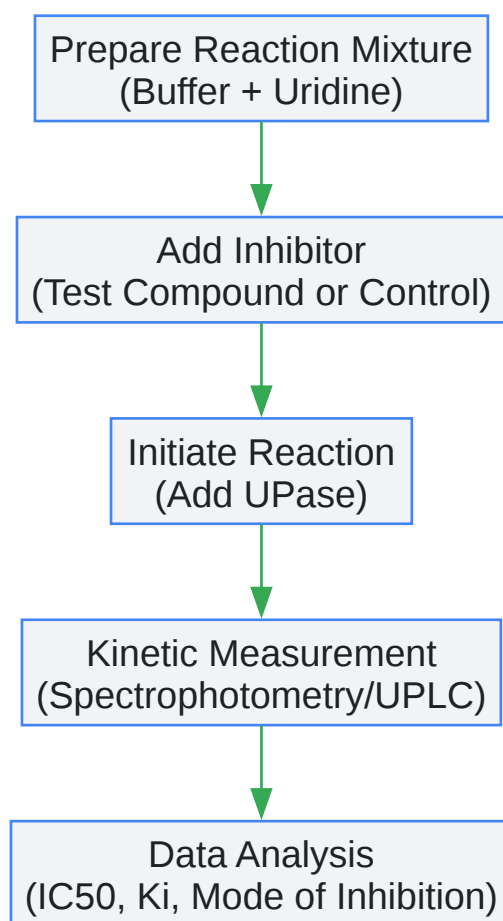 Prepare Reaction Mixture
(Buffer + Uridine)
Add Inhibitor
(Test Compound or Control)
Initiate Reaction
(Add UPase)
Kinetic Measurement
(Spectrophotometry/UPLC)
Data Analysis
(IC50, Ki, Mode of Inhibition)